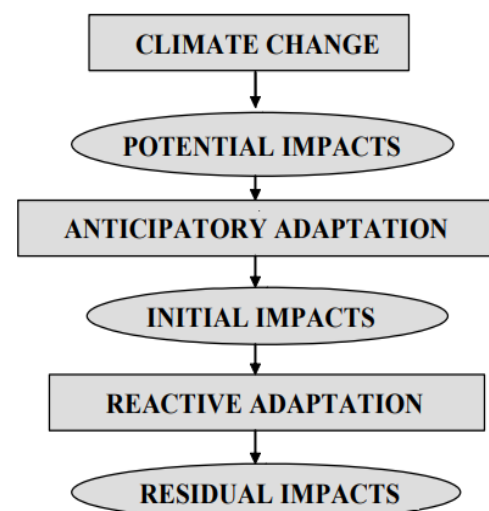 CLIMATE CHANGE
POTENTIAL IMPACTS
ANTICIPATORY ADAPTATION
INITIAL IMPACTS
REACTIVE ADAPTATION
RESIDUAL IMPACTS